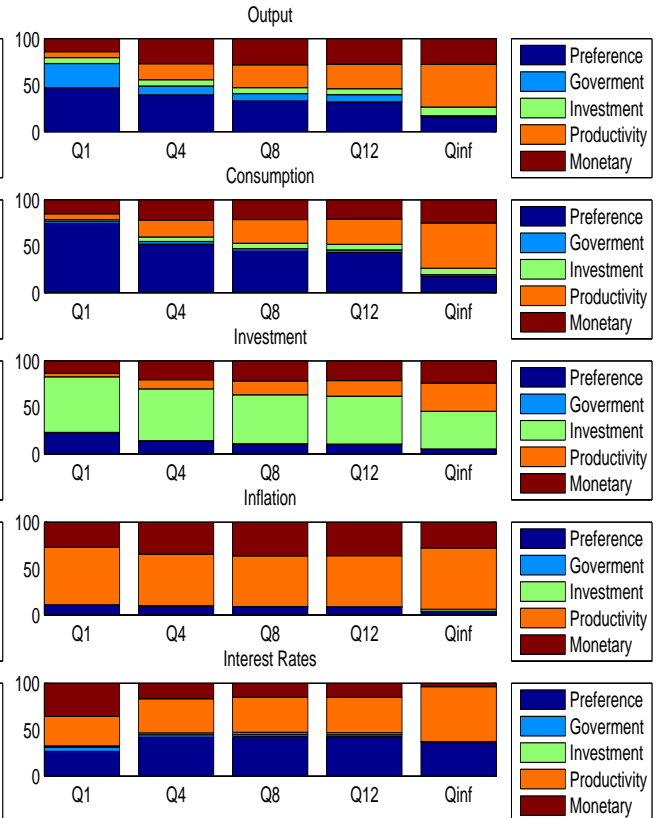 Output
100
50
0
Q1 Q4 Q8 Q12 Qinf
Preference
Goverment
Investment
Productivity
Monetary
Consumption
100
50
0
Q1 Q4 Q8 Q12 Qinf
Preference
Goverment
Investment
Productivity
Monetary
Investment
100
50
0
Q1 Q4 Q8 Q12 Qinf
Preference
Goverment
Investment
Productivity
Monetary
Inflation
100
50
0
Q1 Q4 Q8 Q12 Qinf
Preference
Goverment
Investment
Productivity
Monetary
Interest Rates
100
50
0
Q1 Q4 Q8 Q12 Qinf
Preference
Goverment
Investment
Productivity
Monetary